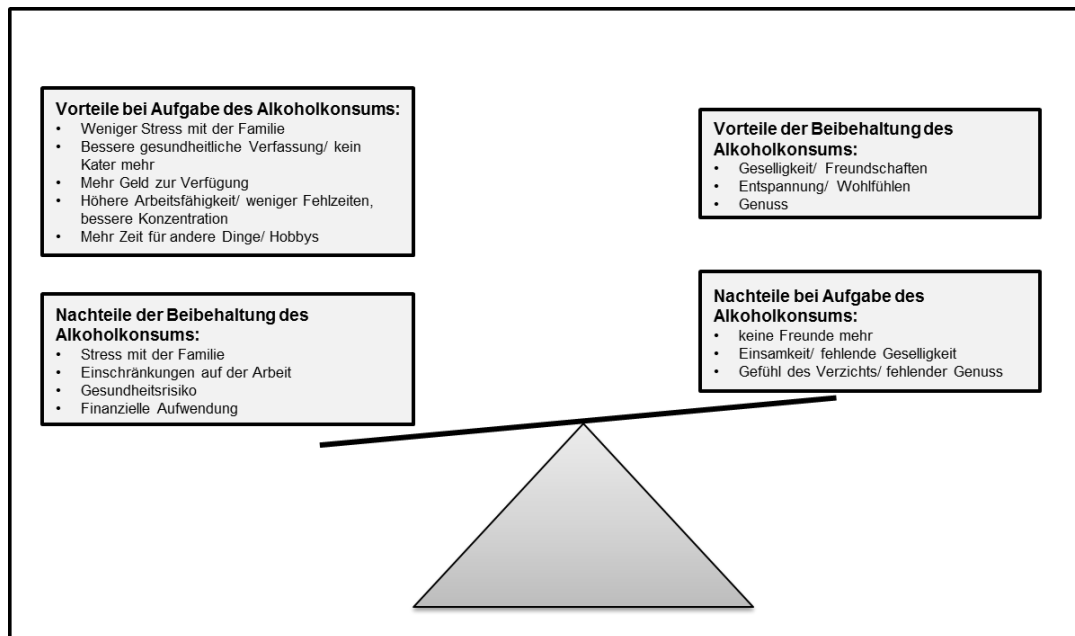 Vorteile bei Aufgabe des Alkoholkonsums:
• Weniger Stress mit der Familie
• Bessere gesundheitliche Verfassung/ kein
Kater mehr
• Mehr Geld zur Verfügung
• Höhere Arbeitsfähigkeit/ weniger Fehlzeiten,
bessere Konzentration
• Mehr Zeit für andere Dinge/ Hobbys
Nachteile der Beibehaltung des
Alkoholkonsums:
• Stress mit der Familie
• Einschränkungen auf der Arbeit
• Gesundheitsrisiko
• Finanzielle Aufwendung
Vorteile der Beibehaltung des
Alkoholkonsums:
• Geselligkeit/ Freundschaften
• Entspannung/ Wohlfühlen
• Genuss
Nachteile bei Aufgabe des
Alkoholkonsums:
• keine Freunde mehr
• Einsamkeit/ fehlende Geselligkeit
• Gefühl des Verzichts/ fehlender Genuss